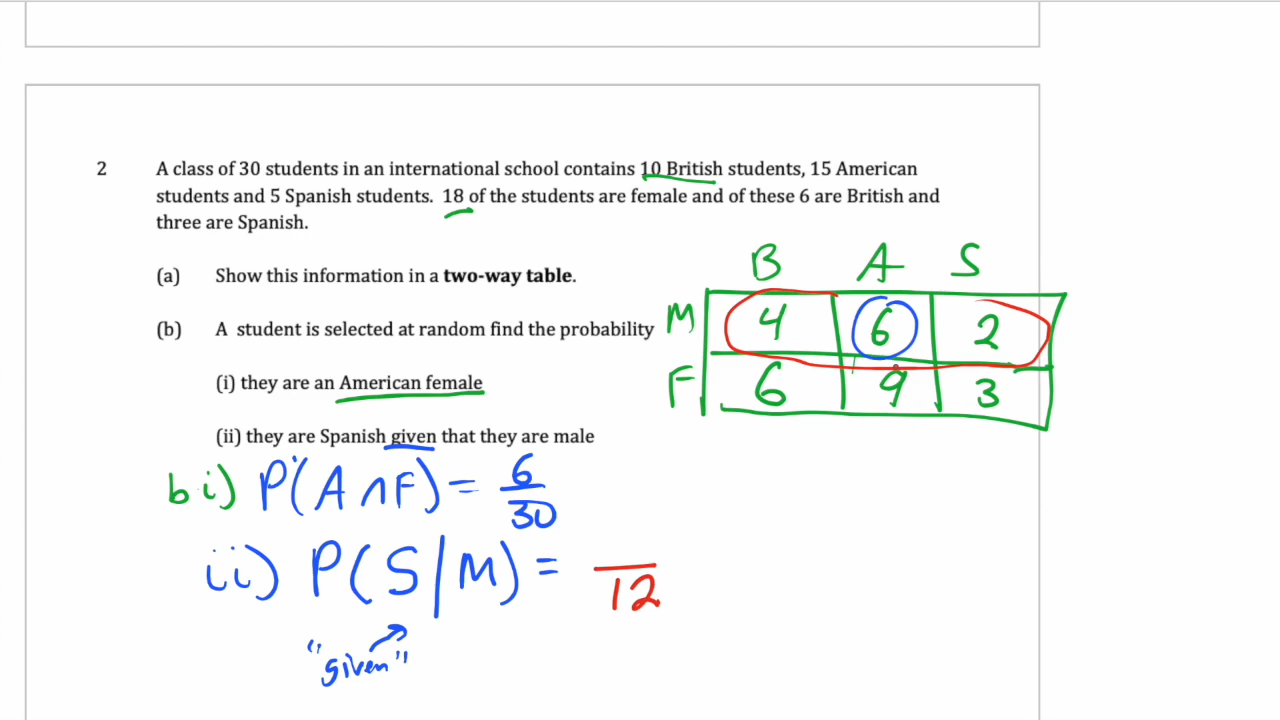 2 A class of 30 students in an international school contains 10 British students, 15 American
students and 5 Spanish students. 18 of the students are female and of these 6 are British and
three are Spanish.
(a) Show this information in a two-way table.
(b) A student is selected at random find the probability
(i) they are an American female
(ii) they are Spanish given that they are male
B A S
M 4 6 2
F 6 9 3
b i) P(A ∩ F) = 6/30
ii) P(S|M) = /12
"given"